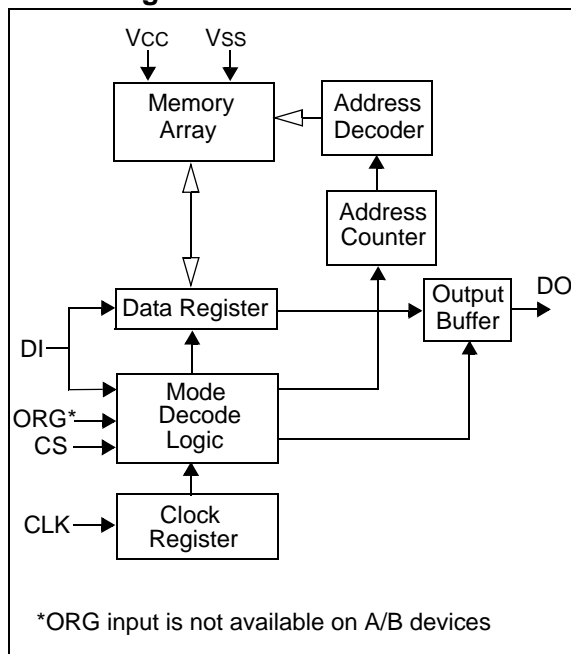 VCC
VSS
Memory
Array
Address
Decoder
Address
Counter
Data Register
Output
Buffer
DO
DI
Mode
Decode
Logic
ORG*
CS
CLK
Clock
Register
*ORG input is not available on A/B devices